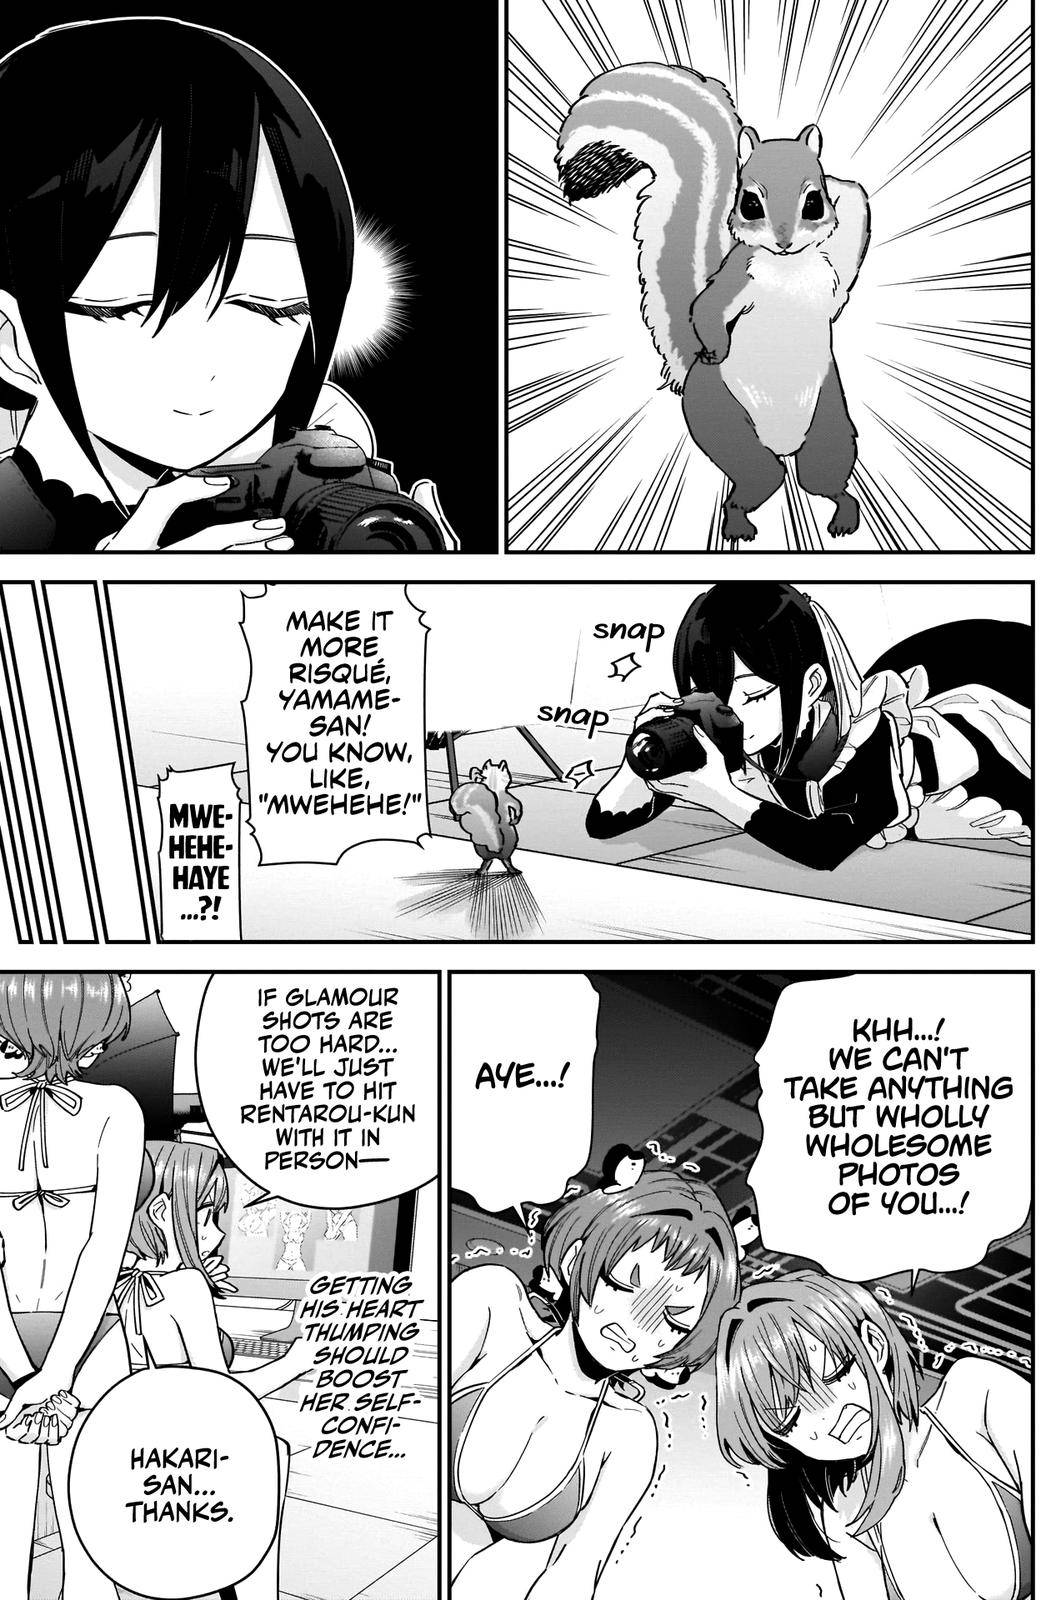 MAKE IT
MORE
RISQUÉ,
YAMAME-
SAN!
YOU KNOW,
LIKE,
"MWEHEHE!"
snap
snap
MWE-
HEHE-
HAYE
...?!
KHH...!
WE CAN'T
TAKE ANYTHING
BUT WHOLLY
WHOLESOME
PHOTOS
OF YOU...!
AYE...!
IF GLAMOUR
SHOTS ARE
TOO HARD...
WE'LL JUST
HAVE TO HIT
RENTAROU-KUN
WITH IT IN
PERSON—
GETTING
HIS HEART
THUMPING
SHOULD
BOOST
HER SELF-
CONFI-
DENCE...
HAKARI-
SAN...
THANKS.